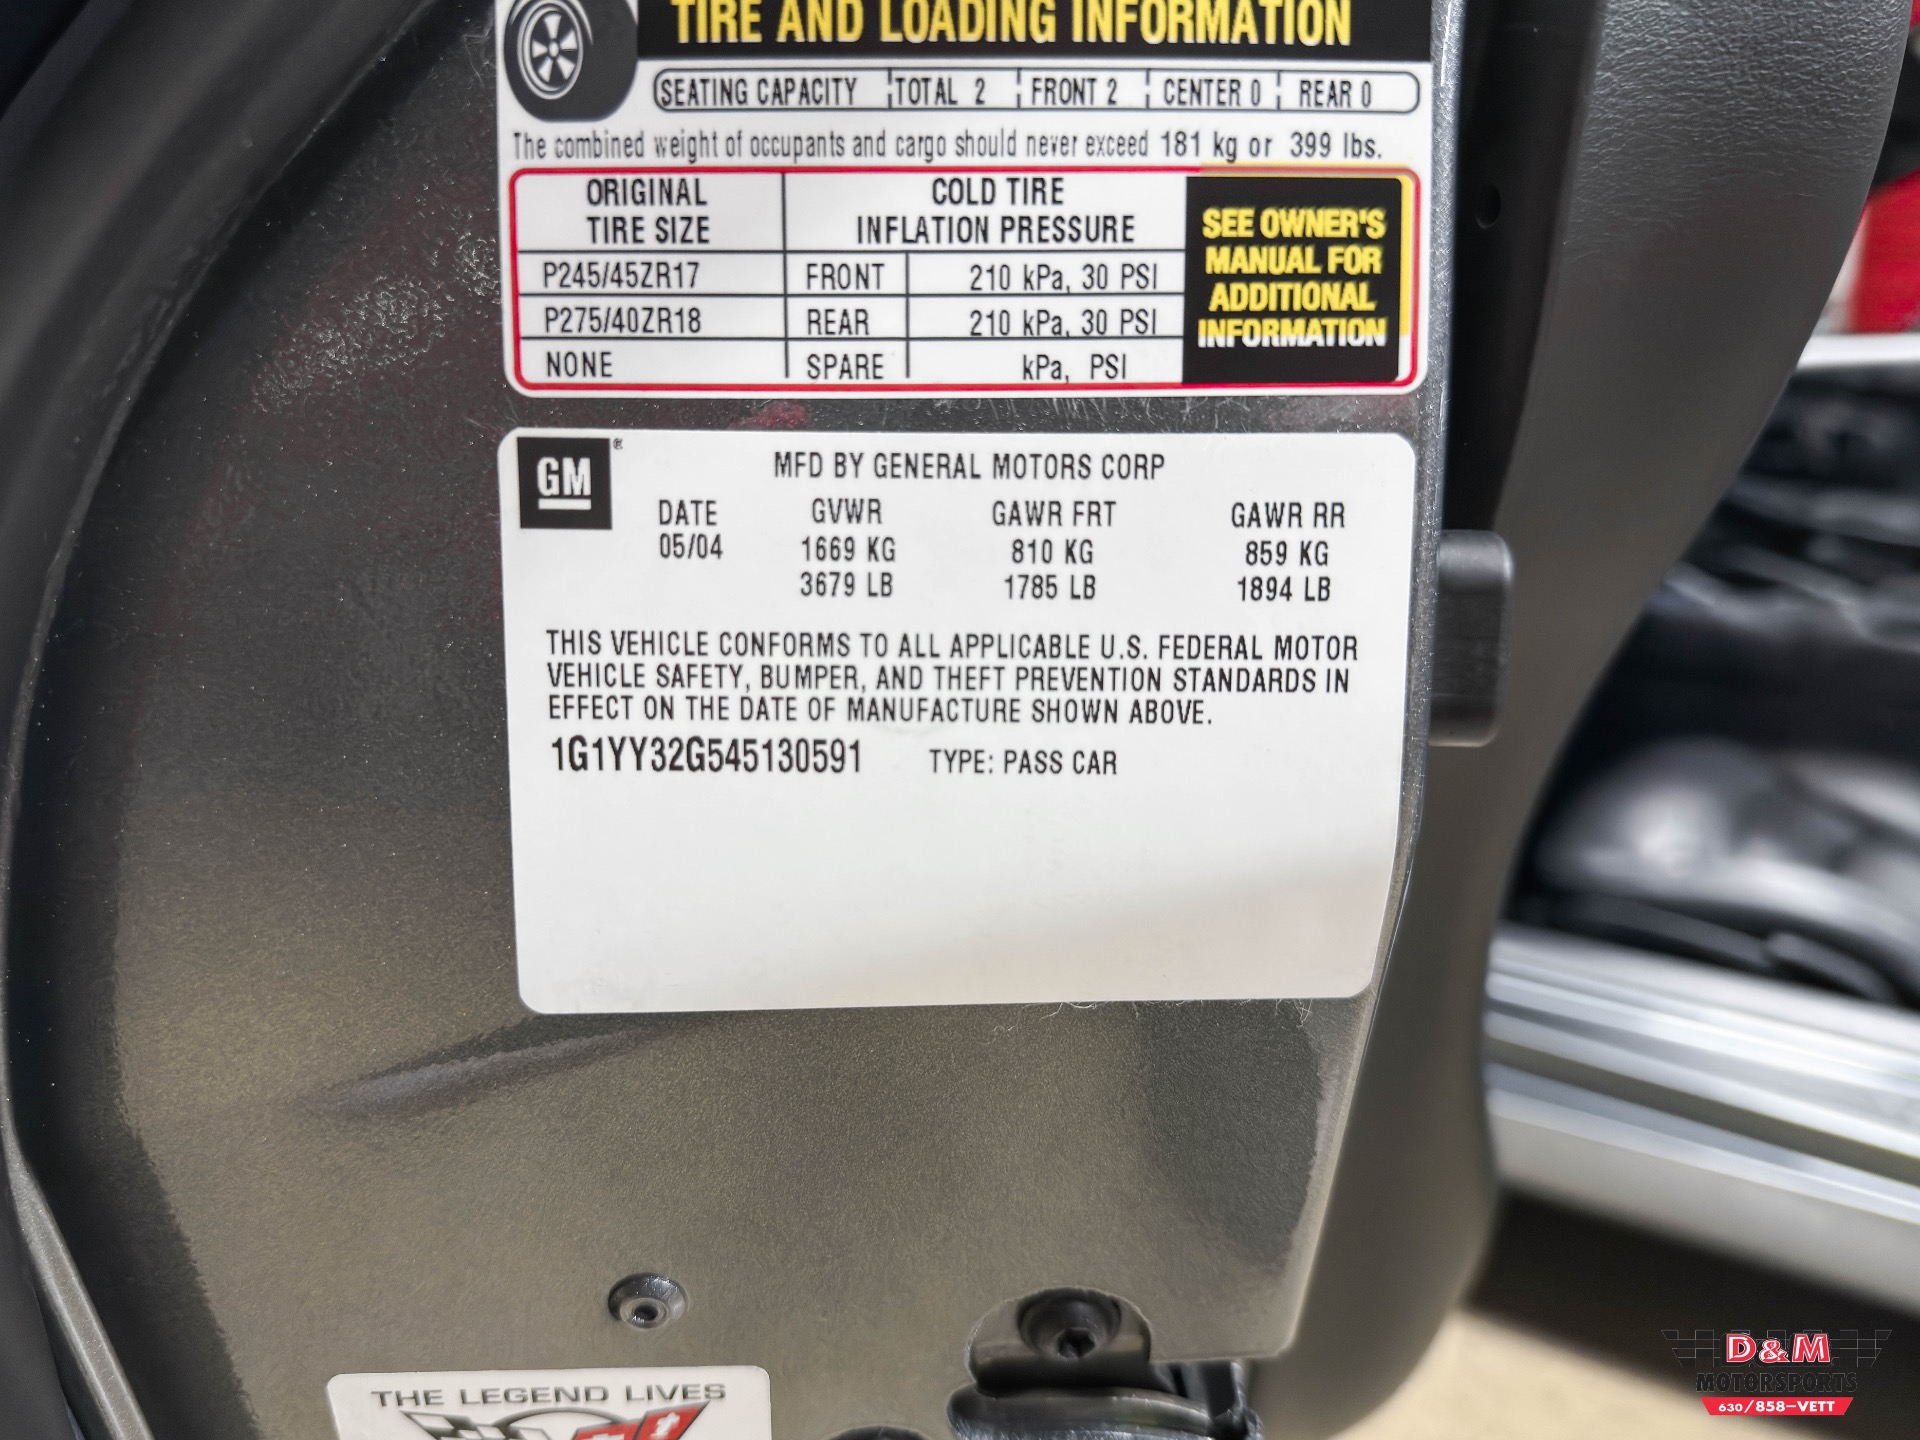 TIRE AND LOADING INFORMATION
SEATING CAPACITY TOTAL 2 FRONT 2 CENTER 0 REAR 0
The combined weight of occupants and cargo should never exceed 181 kg or 399 lbs.
ORIGINAL
TIRE SIZE
COLD TIRE
INFLATION PRESSURE
P245/45ZR17 FRONT 210 kPa, 30 PSI
P275/40ZR18 REAR 210 kPa, 30 PSI
NONE SPARE kPa, PSI
SEE OWNER'S
MANUAL FOR
ADDITIONAL
INFORMATION
GM®
MFD BY GENERAL MOTORS CORP
DATE GVWR GAWR FRT GAWR RR
05/04 1669 KG 810 KG 859 KG
3679 LB 1785 LB 1894 LB
THIS VEHICLE CONFORMS TO ALL APPLICABLE U.S. FEDERAL MOTOR
VEHICLE SAFETY, BUMPER, AND THEFT PREVENTION STANDARDS IN
EFFECT ON THE DATE OF MANUFACTURE SHOWN ABOVE.
1G1YY32G545130591 TYPE: PASS CAR
THE LEGEND LIVES
D&M
MOTORSPORTS
630/858-VETT